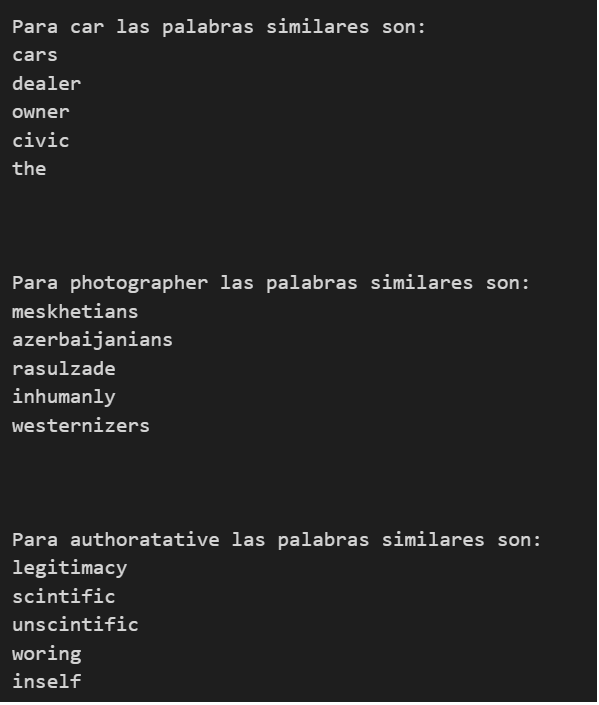 Para car las palabras similares son:
cars
dealer
owner
civic
the
Para photographer las palabras similares son:
meskhetians
azerbaijanians
rasulzade
inhumanly
westernizers
Para authoratative las palabras similares son:
legitimacy
scintific
unscintific
woring
inself